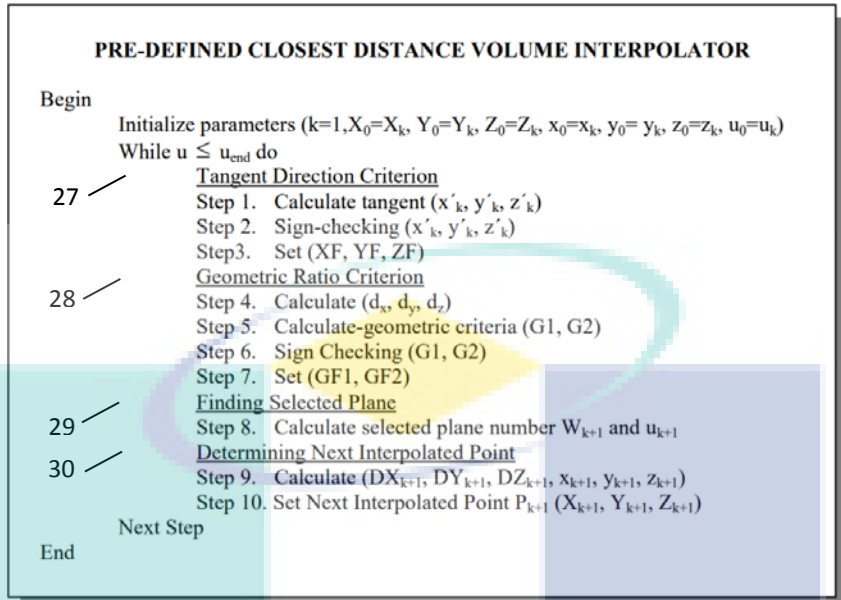 PRE-DEFINED CLOSEST DISTANCE VOLUME INTERPOLATOR
Begin
Initialize parameters (k=1,X₀=Xₖ, Y₀=Yₖ, Z₀=Zₖ, x₀=xₖ, y₀= yₖ, z₀=zₖ, u₀=uₖ)
While u ≤ u_end do
27 Tangent Direction Criterion
Step 1. Calculate tangent (x´ₖ, y´ₖ, z´ₖ)
Step 2. Sign-checking (x´ₖ, y´ₖ, z´ₖ)
Step3. Set (XF, YF, ZF)
28 Geometric Ratio Criterion
Step 4. Calculate (dₓ, d_y, d_z)
Step 5. Calculate-geometric criteria (G1, G2)
Step 6. Sign Checking (G1, G2)
Step 7. Set (GF1, GF2)
29 Finding Selected Plane
Step 8. Calculate selected plane number Wₖ₊₁ and uₖ₊₁
30 Determining Next Interpolated Point
Step 9. Calculate (DXₖ₊₁, DYₖ₊₁, DZₖ₊₁, xₖ₊₁, yₖ₊₁, zₖ₊₁)
Step 10. Set Next Interpolated Point Pₖ₊₁ (Xₖ₊₁, Yₖ₊₁, Zₖ₊₁)
Next Step
End